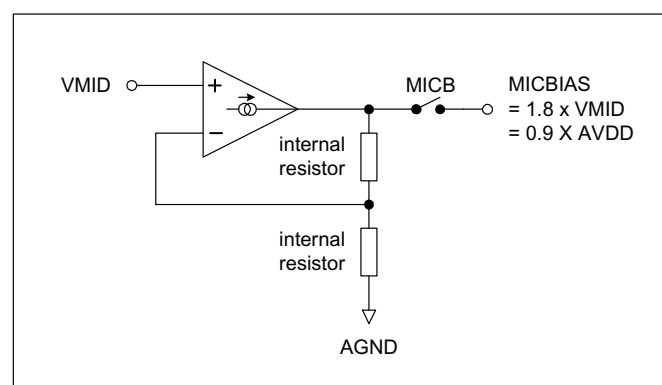 VMID
+
−
MICB
MICBIAS
= 1.8 x VMID
= 0.9 X AVDD
internal
resistor
internal
resistor
AGND